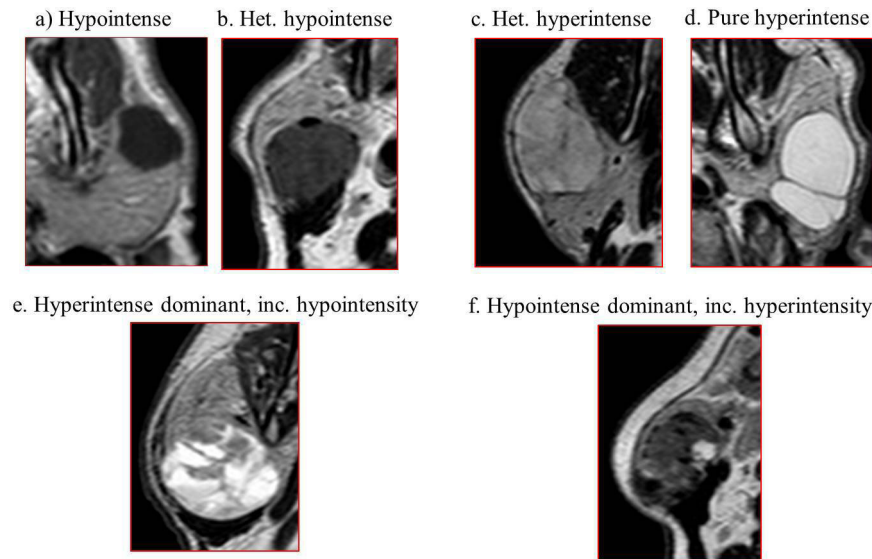 a) Hypointense
b. Het. hypointense
c. Het. hyperintense
d. Pure hyperintense
e. Hyperintense dominant, inc. hypointensity
f. Hypointense dominant, inc. hyperintensity